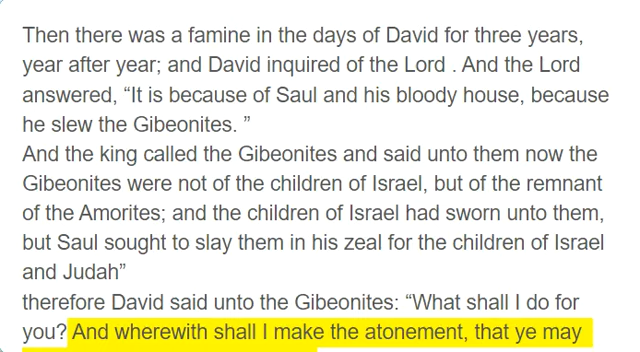 Then there was a famine in the days of David for three years,
year after year; and David inquired of the Lord . And the Lord
answered, “It is because of Saul and his bloody house, because
he slew the Gibeonites. ”
And the king called the Gibeonites and said unto them now the
Gibeonites were not of the children of Israel, but of the remnant
of the Amorites; and the children of Israel had sworn unto them,
but Saul sought to slay them in his zeal for the children of Israel
and Judah”
therefore David said unto the Gibeonites: “What shall I do for
you? And wherewith shall I make the atonement, that ye may